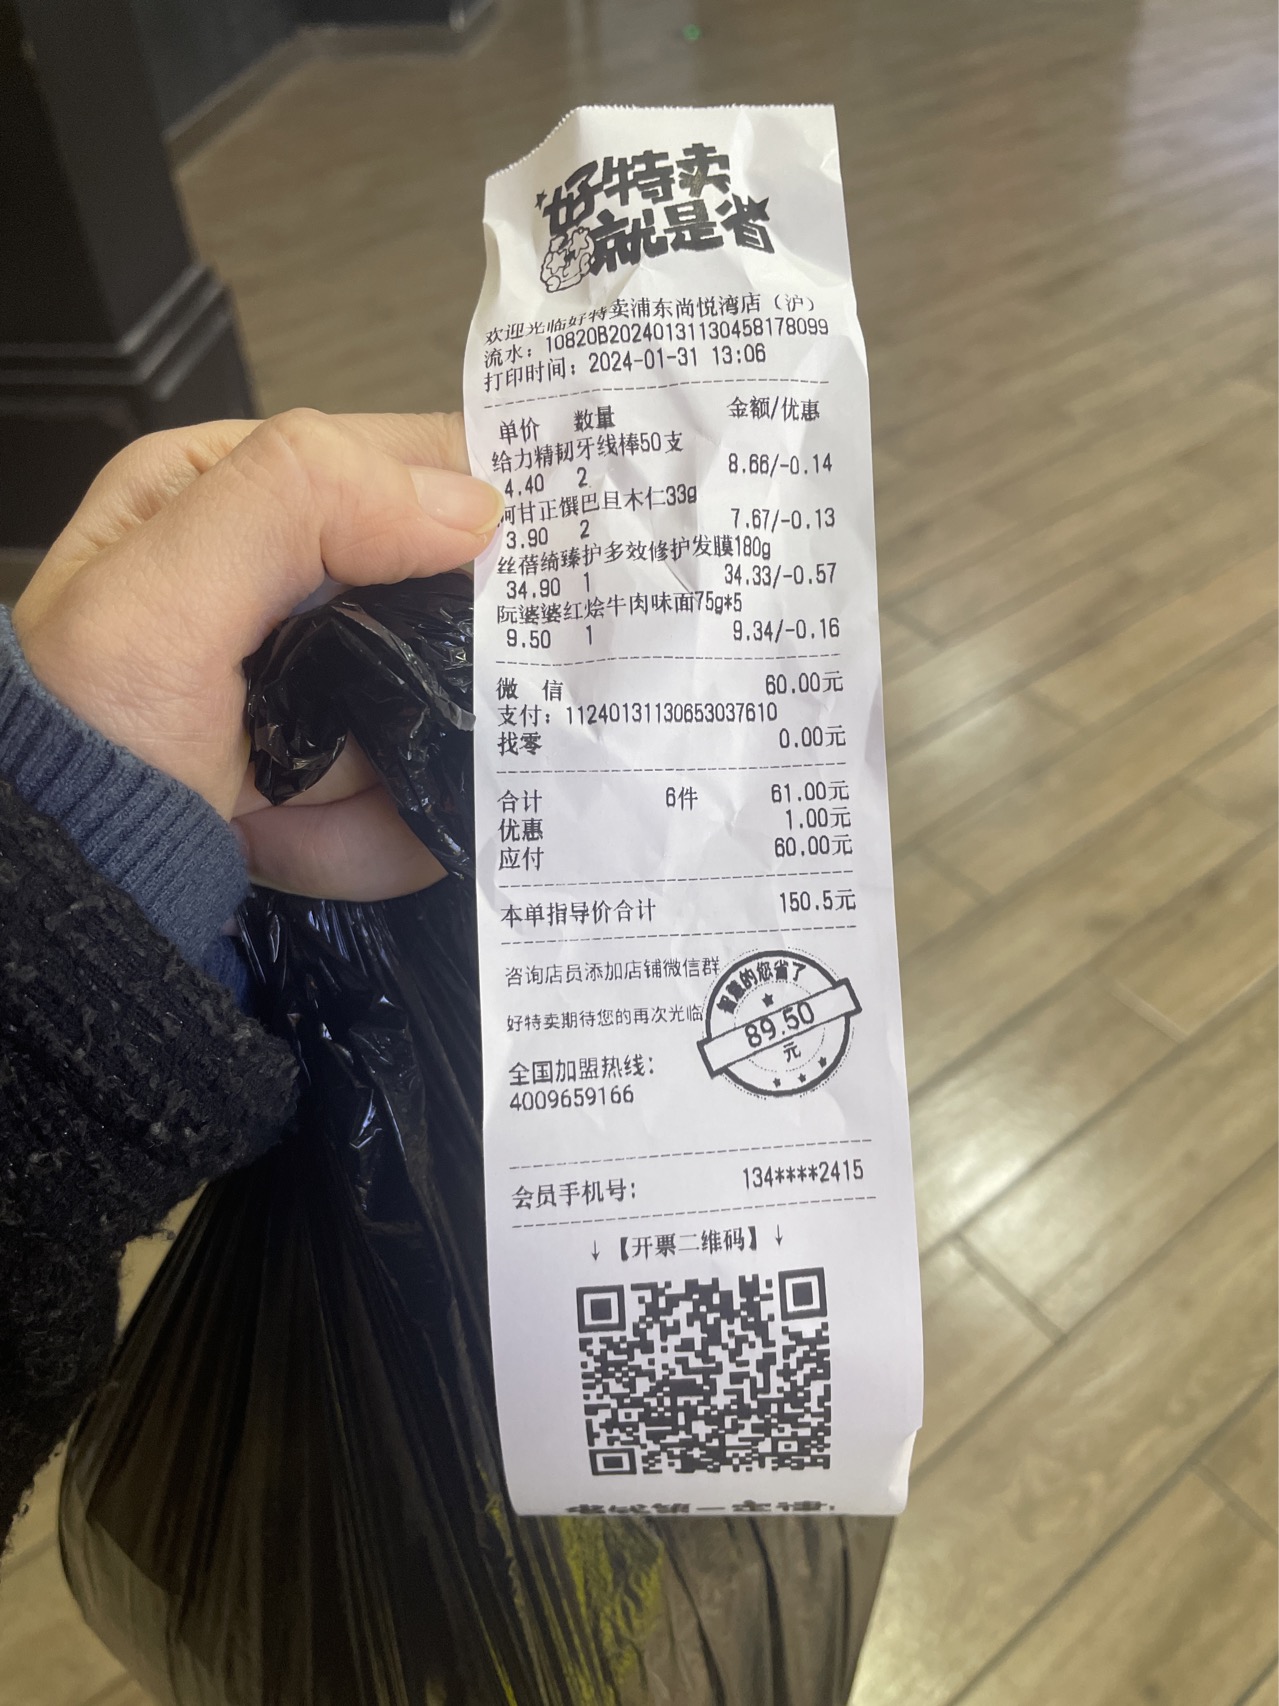 好特卖
就是省
欢迎光临好特卖浦东尚悦湾店（沪）
流水：10820B20240131130458178099
打印时间：2024-01-31 13:06
单价 数量 金额/优惠
给力精韧牙线棒50支
4.40 2 8.66/-0.14
阿甘正馔巴旦木仁33g
3.90 2 7.67/-0.13
丝蓓绮臻护多效修护发膜180g
34.90 1 34.33/-0.57
阮婆婆红烩牛肉味面75g*5
9.50 1 9.34/-0.16
微 信 60.00元
支付：11240131130653037610
找零 0.00元
合计 6件 61.00元
优惠 1.00元
应付 60.00元
本单指导价合计 150.5元
咨询店员添加店铺微信群
好特卖期待您的再次光临
的您省了
89.50
元
全国加盟热线：
4009659166
会员手机号： 134****2415
↓【开票二维码】↓